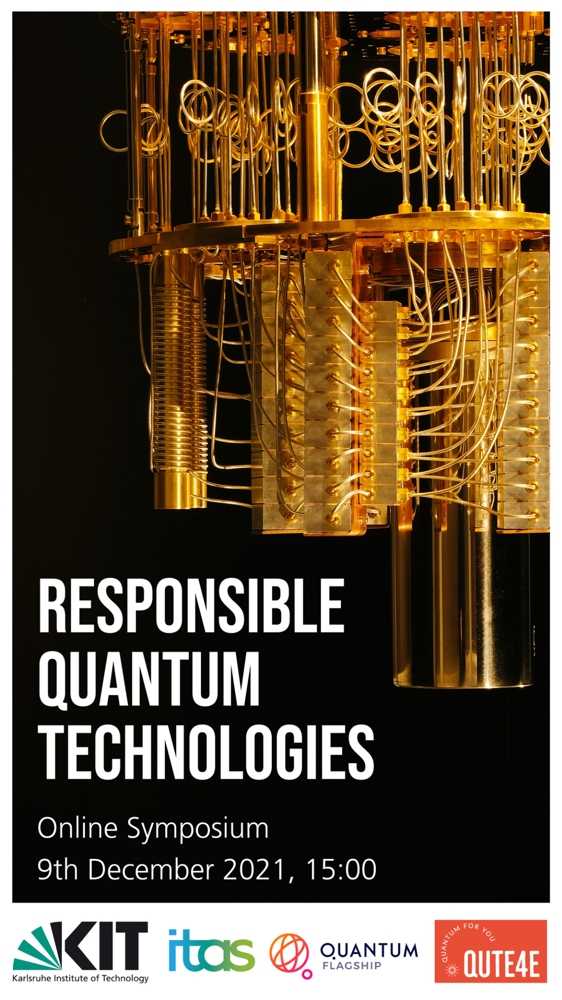 RESPONSIBLE
QUANTUM
TECHNOLOGIES
Online Symposium
9th December 2021, 15:00
KIT
Karlsruhe Institute of Technology
itas
QUANTUM
FLAGSHIP
QUANTUM FOR YOU
QUTE4E